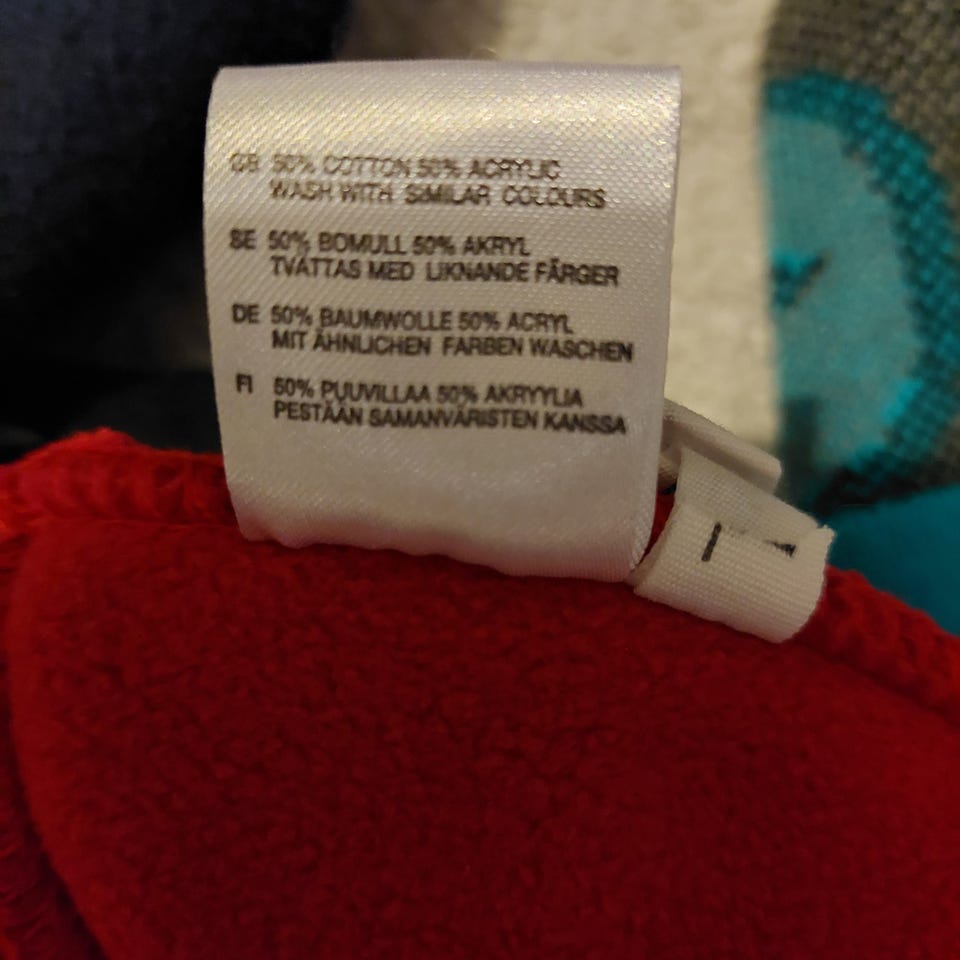 GB 50% COTTON 50% ACRYLIC
WASH WITH SIMILAR COLOURS
SE 50% BOMULL 50% AKRYL
TVÄTTAS MED LIKNANDE FÄRGER
DE 50% BAUMWOLLE 50% ACRYL
MIT ÄHNLICHEN FARBEN WASCHEN
FI 50% PUUVILLAA 50% AKRYYLIA
PESTÄÄN SAMANVÄRISTEN KANSSA